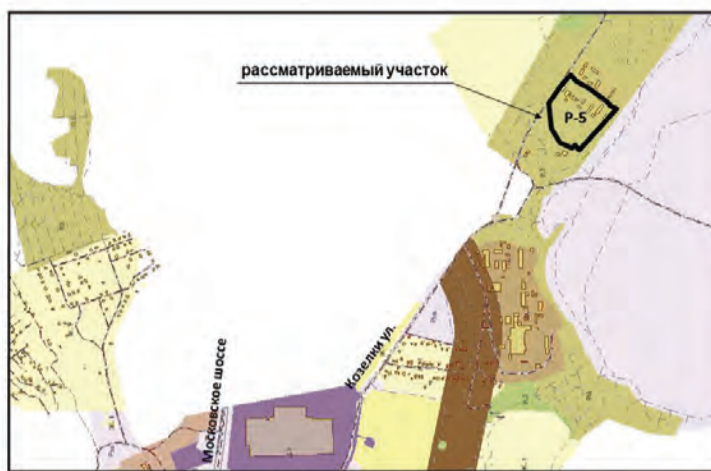 рассматриваемый участок
Р-5
Козелки ул.
Московское шоссе